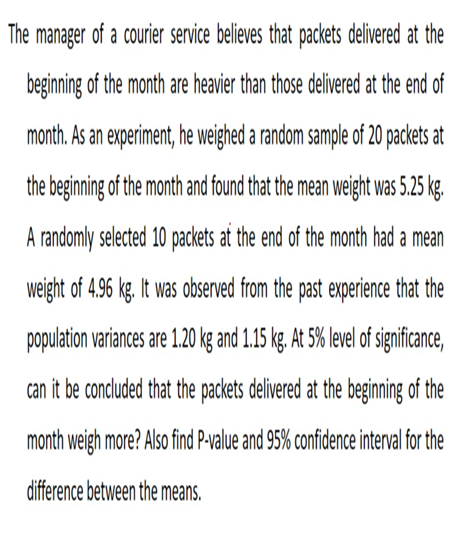 The manager of a courier service believes that packets delivered at the
beginning of the month are heavier than those delivered at the end of
month. As an experiment, he weighed a random sample of 20 packets at
the beginning of the month and found that the mean weight was 5.25 kg.
A randomly selected 10 packets at the end of the month had a mean
weight of 4.96 kg. It was observed from the past experience that the
population variances are 1.20 kg and 1.15 kg. At 5% level of significance,
can it be concluded that the packets delivered at the beginning of the
month weigh more? Also find P-value and 95% confidence interval for the
difference between the means.